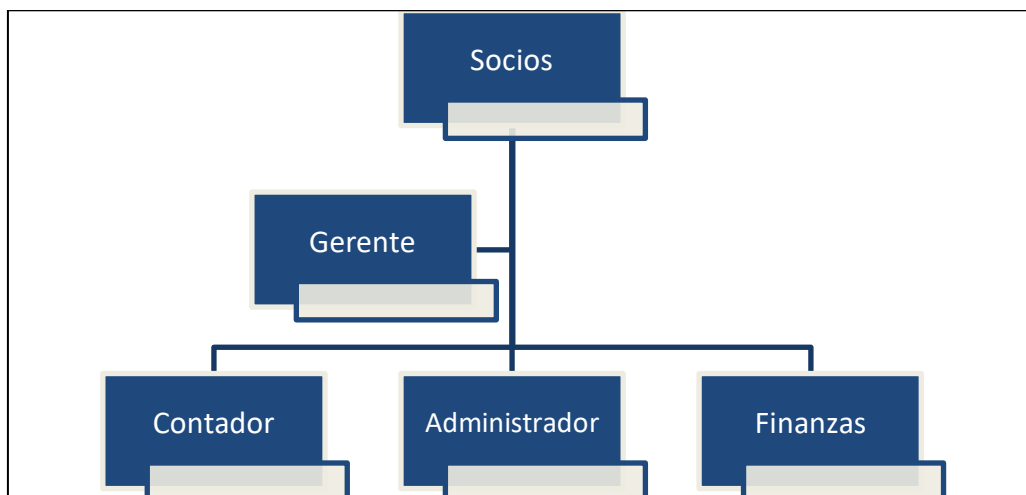 Socios
Gerente
Contador
Administrador
Finanzas